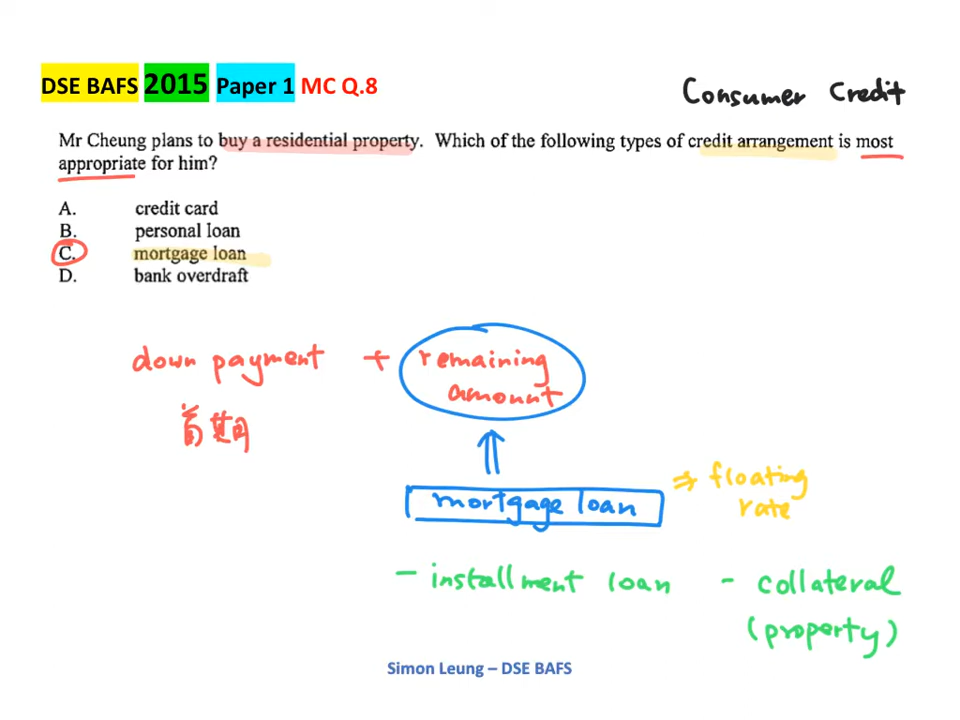 DSE BAFS 2015 Paper 1 MC Q.8
Consumer Credit
Mr Cheung plans to buy a residential property. Which of the following types of credit arrangement is most
appropriate for him?
A. credit card
B. personal loan
C. mortgage loan
D. bank overdraft
down payment + remaining
amount
首期
mortgage loan ⇒ floating
rate
- installment loan - collateral
(property)
Simon Leung – DSE BAFS